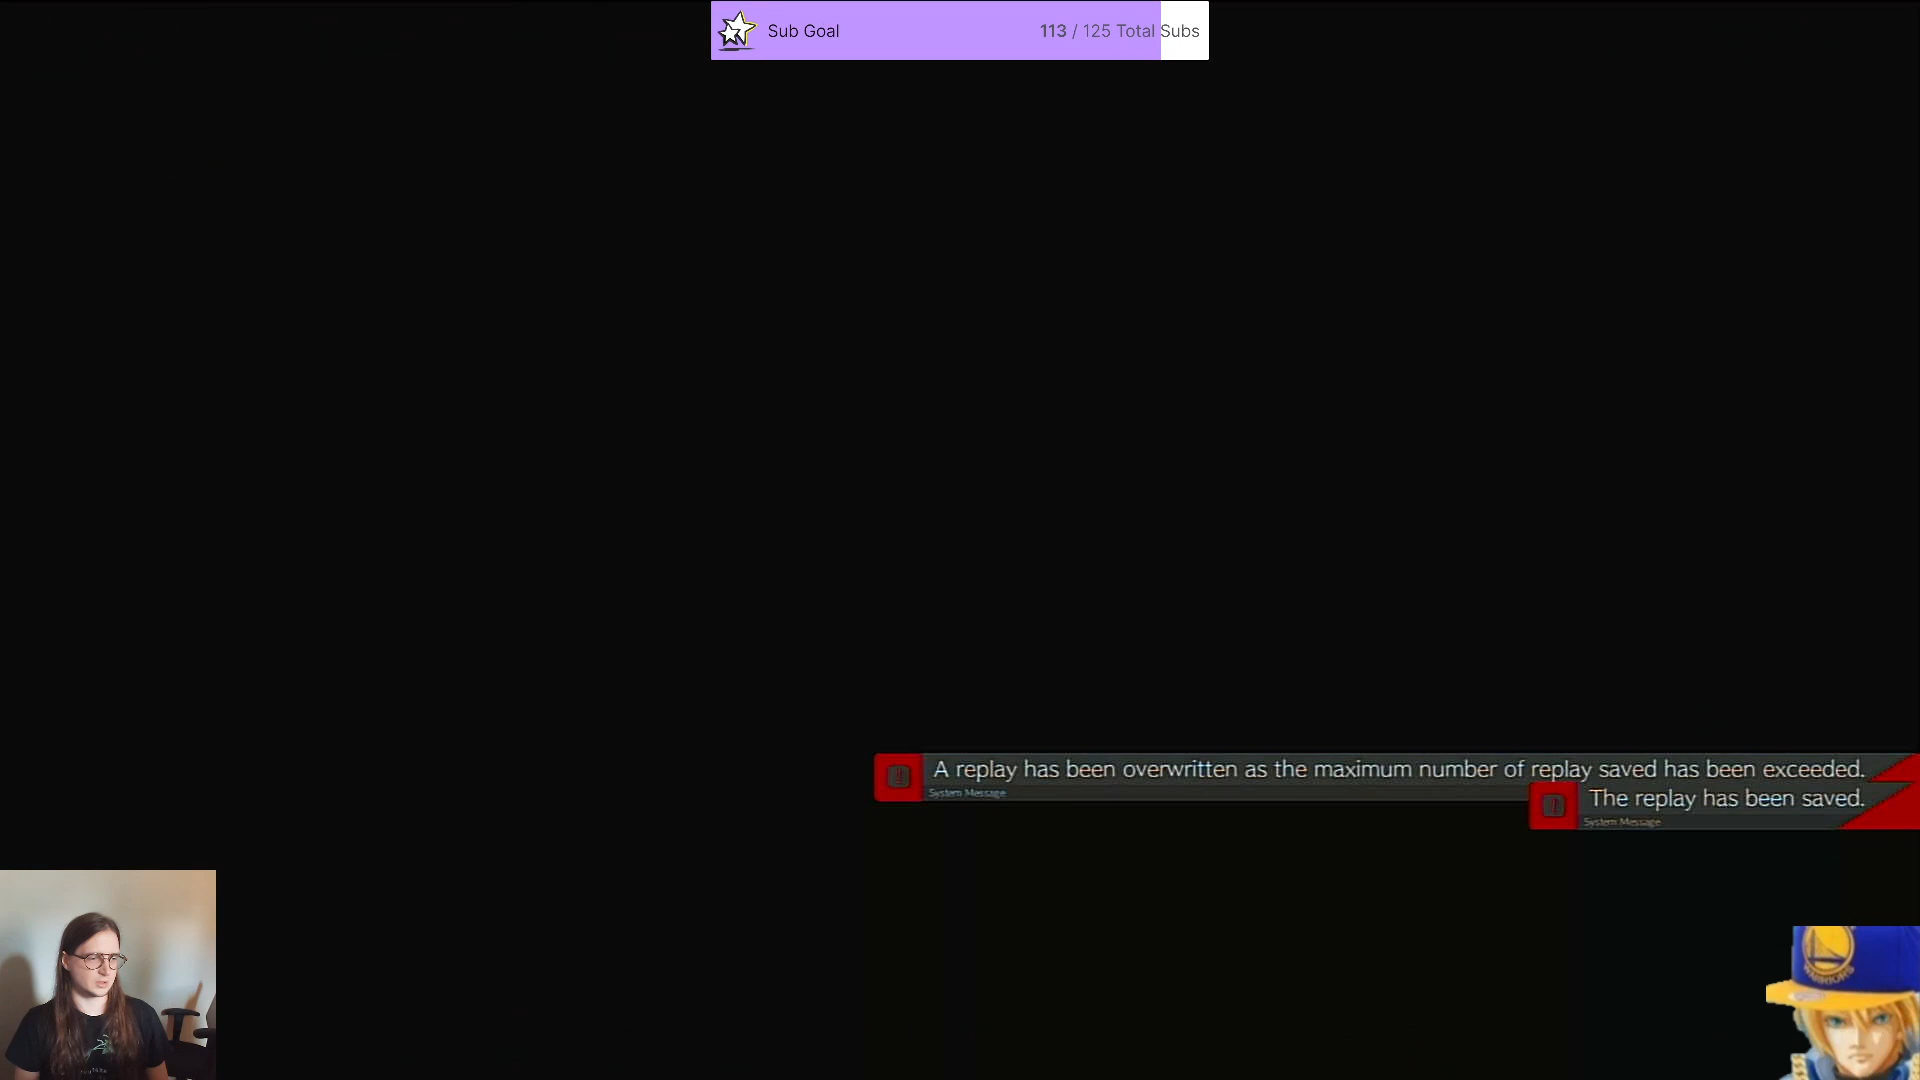 Sub Goal
113 / 125 Total Subs
A replay has been overwritten as the maximum number of replay saved has been exceeded.
System Message
The replay has been saved.
System Message
WARRIORS